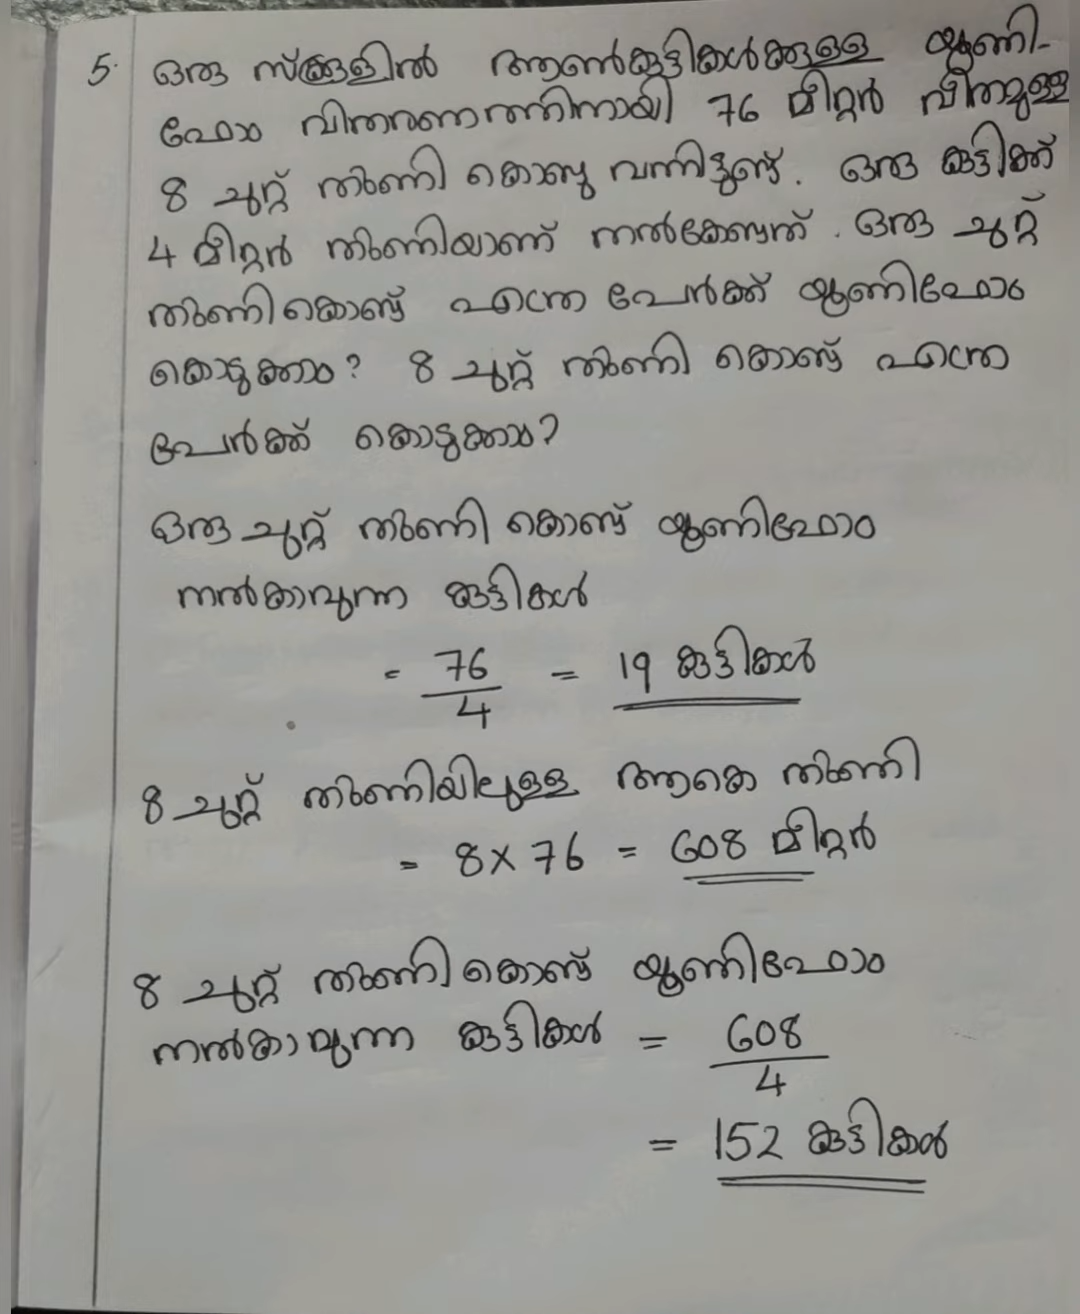 5. ഒരു സ്ക്കൂളിൽ ആൺകുട്ടികൾക്കുള്ള യൂണി-
ഫോം വിതരണത്തിനായി 76 മീറ്റർ വീതമുള്ള
8 ചുറ്റ് തുണി കൊണ്ടു വന്നിട്ടുണ്ട്. ഒരു കുട്ടിക്ക്
4 മീറ്റർ തുണിയാണ് നൽകേണ്ടത്. ഒരു ചുറ്റ്
തുണികൊണ്ട് എത്ര പേർക്ക് യൂണിഫോം
കൊടുക്കാം? 8 ചുറ്റ് തുണി കൊണ്ട് എത്ര
പേർക്ക് കൊടുക്കാം?
ഒരു ചുറ്റ് തുണി കൊണ്ട് യൂണിഫോം
നൽകാവുന്ന കുട്ടികൾ
= 76/4 = 19 കുട്ടികൾ
8 ചുറ്റ് തുണിയിലുള്ള ആകെ തുണി
= 8 × 76 = 608 മീറ്റർ
8 ചുറ്റ് തുണികൊണ്ട് യൂണിഫോം
നൽകാവുന്ന കുട്ടികൾ = 608/4
= 152 കുട്ടികൾ